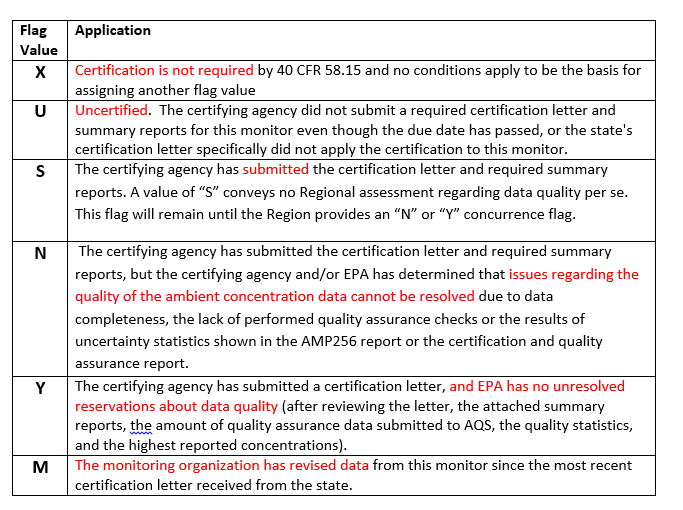 Flag Application
Value
X Certification is not required by 40 CFR 58.15 and no conditions apply to be the basis for
assigning another flag value
U Uncertified. The certifying agency did not submit a required certification letter and
summary reports for this monitor even though the due date has passed, or the state's
certification letter specifically did not apply the certification to this monitor.
S The certifying agency has submitted the certification letter and required summary
reports. A value of “S” conveys no Regional assessment regarding data quality per se.
This flag will remain until the Region provides an “N” or “Y” concurrence flag.
N The certifying agency has submitted the certification letter and required summary
reports, but the certifying agency and/or EPA has determined that issues regarding the
quality of the ambient concentration data cannot be resolved due to data
completeness, the lack of performed quality assurance checks or the results of
uncertainty statistics shown in the AMP256 report or the certification and quality
assurance report.
Y The certifying agency has submitted a certification letter, and EPA has no unresolved
reservations about data quality (after reviewing the letter, the attached summary
reports, the amount of quality assurance data submitted to AQS, the quality statistics,
and the highest reported concentrations).
M The monitoring organization has revised data from this monitor since the most recent
certification letter received from the state.